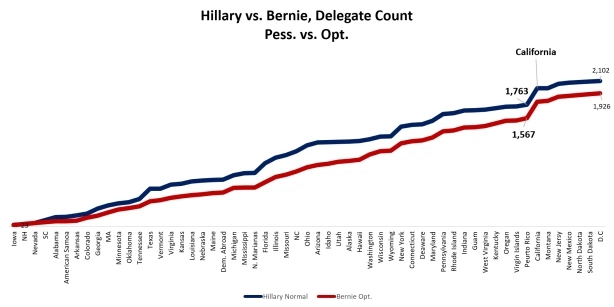 Hillary vs. Bernie, Delegate Count
Pess. vs. Opt.
California
2,102
1,763
1,926
1,567
Iowa
NH
Nevada
SC
Alabama
American Samoa
Arkansas
Colorado
Georgia
MA
Minnesota
Oklahoma
Tennessee
Texas
Vermont
Virginia
Kansas
Louisiana
Nebraska
Maine
Dem. Abroad
Michigan
Mississippi
N. Marianas
Florida
Illinois
Missouri
NC
Ohio
Arizona
Idaho
Utah
Alaska
Hawaii
Washington
Wisconsin
Wyoming
New York
Connecticut
Delaware
Maryland
Pennsylvania
Rhode Island
Indiana
Guam
West Virginia
Kentucky
Oregon
Virgin Islands
Peurto Rico
California
Montana
New Jersy
New Mexico
North Dakota
South Dakota
D.C
Hillary Normal
Bernie Opt.